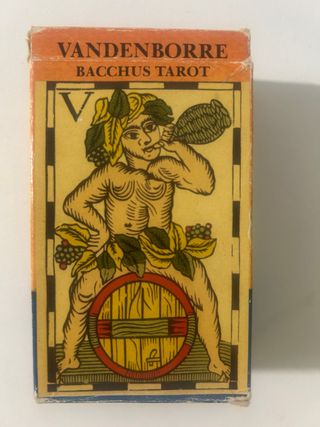 VANDENBORRE
BACCHUS TAROT
V